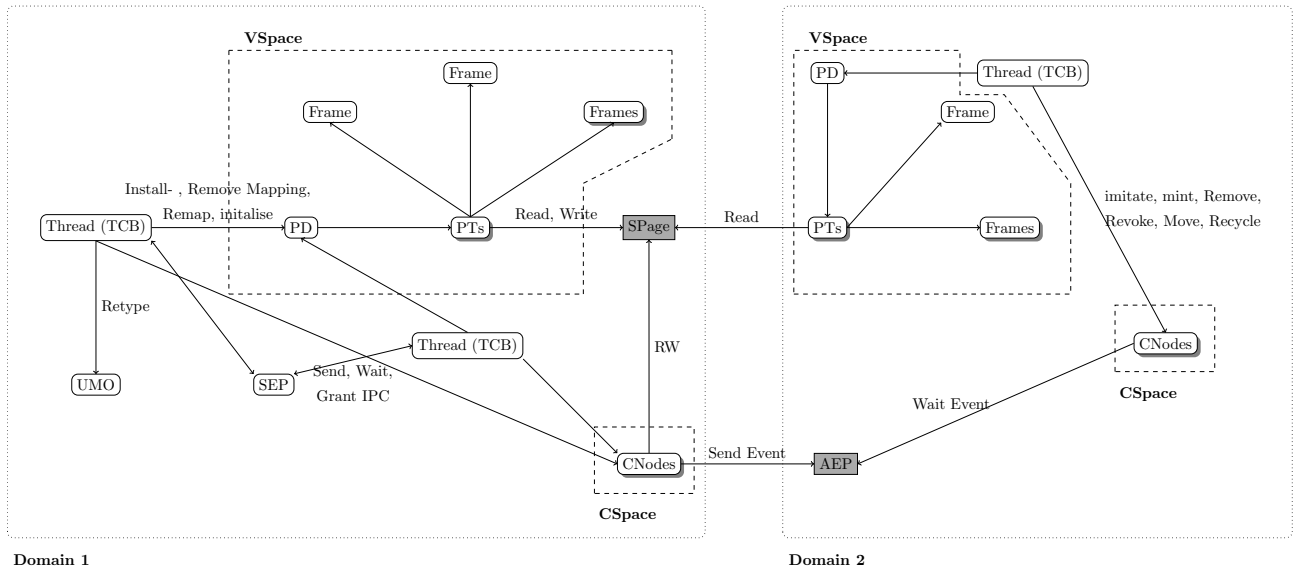 VSpace
VSpace
Frame
PD
Thread (TCB)
Frame
Frames
Frame
Install- , Remove Mapping,
Remap, initalise
imitate, mint, Remove,
Revoke, Move, Recycle
Thread (TCB)
PD
PTs
Read, Write
SPage
Read
PTs
Frames
Retype
Thread (TCB)
RW
CNodes
UMO
SEP
Send, Wait,
Grant IPC
CSpace
Wait Event
CNodes
Send Event
AEP
CSpace
Domain 1
Domain 2